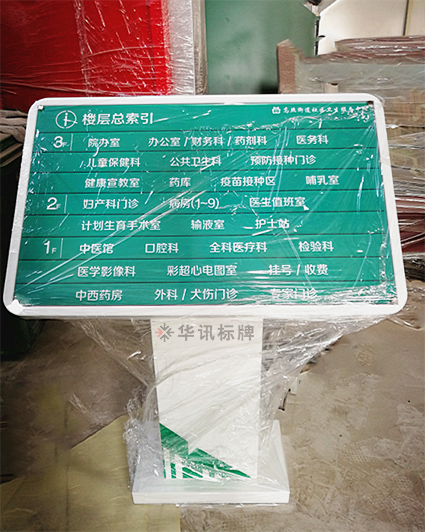 楼层总索引
3F 院办室 办公室/财务科/药剂科 医务科
儿童保健科 公共卫生科 预防接种门诊
健康宣教室 药库 疫苗接种区 哺乳室
2F 妇产科门诊 病房(1~9) 医生值班室
计划生育手术室 输液室 护士站
1F 中医馆 口腔科 全科医疗科 检验科
医学影像科 彩超心电图室 挂号/收费
中西药房 外科/犬伤门诊 专家门诊
华讯标牌